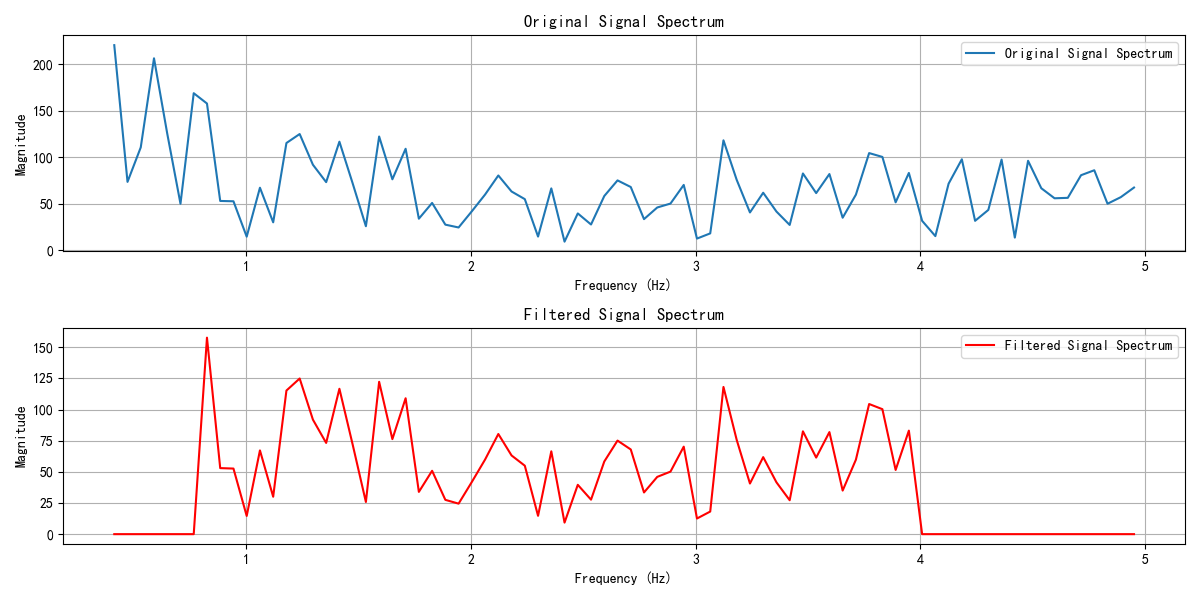 Original Signal Spectrum
Original Signal Spectrum
Magnitude
200
150
100
50
0
1 2 3 4 5
Frequency (Hz)
Filtered Signal Spectrum
Filtered Signal Spectrum
Magnitude
150
125
100
75
50
25
0
1 2 3 4 5
Frequency (Hz)